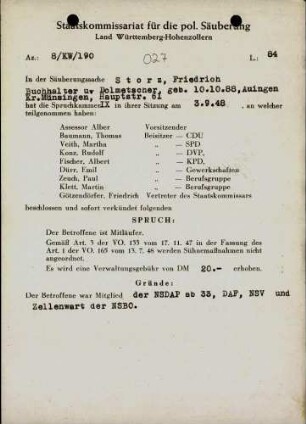 Staatskommissariat für die pol. Säuberung
Land Württemberg-Hohenzollern
Az.: 8/KW/190 027 L: 84
In der Säuberungssache Storz, Friedrich
Buchhalter u. Dolmetscher, geb. 10.10.88, Auingen
Kr. Münsingen, Hauptstr. 61
hat die Spruchkammer IX in ihrer Sitzung am 3.9.48, an welcher
teilgenommen haben:
Assessor Alber Vorsitzender
Baumann, Thomas Beisitzer — CDU
Veith, Martha „ — SPD
Konz, Rudolf „ — DVP,
Fischer, Albert „ — KPD,
Dürr, Emil „ — Gewerkschaften
Zeuch, Paul „ — Berufsgruppe
Klett, Martin „ — Berufsgruppe
Götzendörfer, Friedrich Vertreter des Staatskommissars
beschlossen und sofort verkündet folgenden
SPRUCH:
Der Betroffene ist Mitläufer.
Gemäß Art. 3 der VO. 133 vom 17. 11. 47 in der Fassung des
Art. 1 der VO. 165 vom 13. 7. 48 werden Sühnemaßnahmen nicht
angeordnet.
Es wird eine Verwaltungsgebühr von DM 20.- erhoben.
Gründe:
Der Betroffene war Mitglied der NSDAP ab 33, DAF, NSV und
Zellenwart der NSBO.